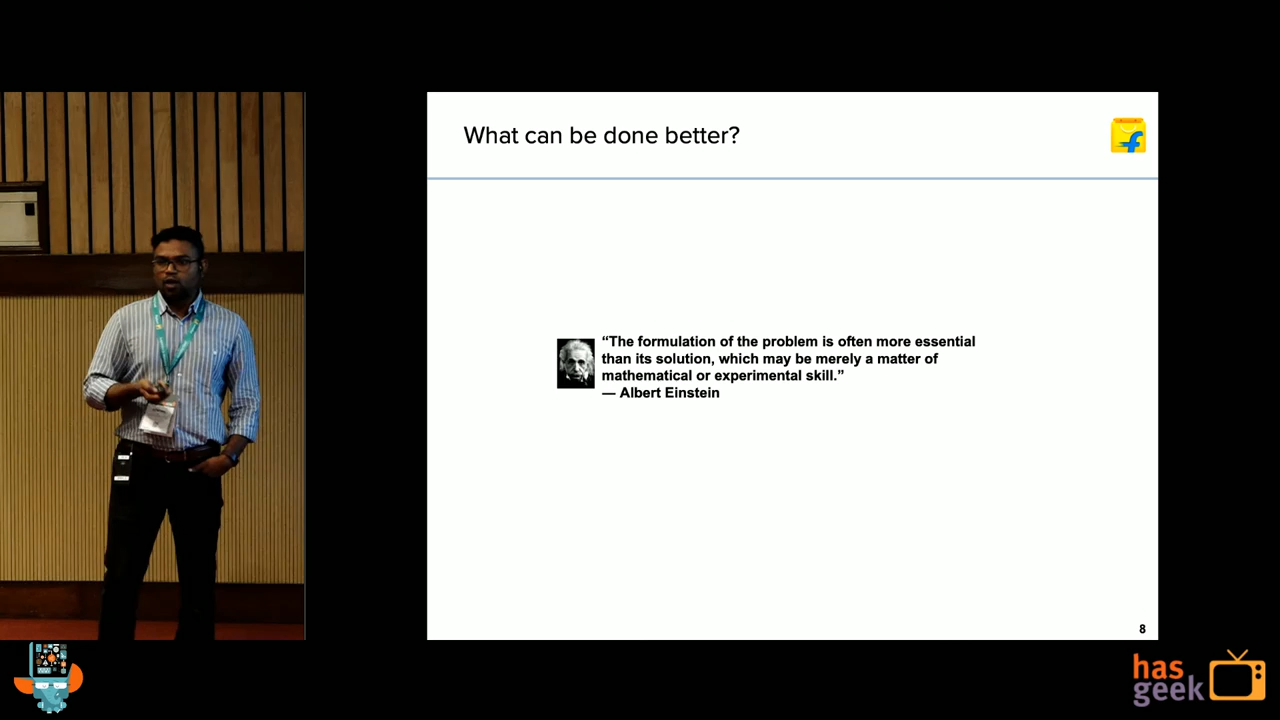 What can be done better?
“The formulation of the problem is often more essential
than its solution, which may be merely a matter of
mathematical or experimental skill.”
— Albert Einstein
8
has
geek